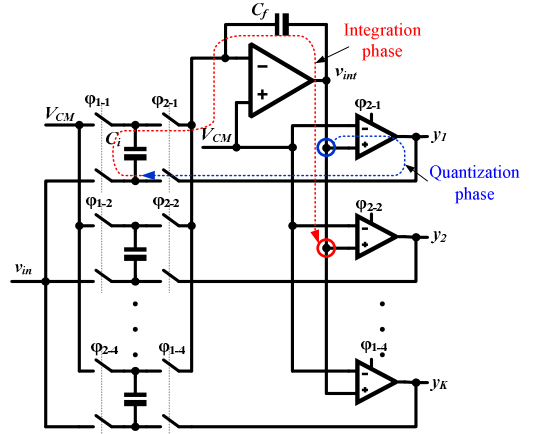 C_f
Integration
phase
v_int
φ1-1
φ2-1
φ2-1
V_CM
C_i
V_CM
y_1
Quantization
phase
φ1-2
φ2-2
φ2-2
y_2
v_in
φ2-4
φ1-4
φ1-4
y_K